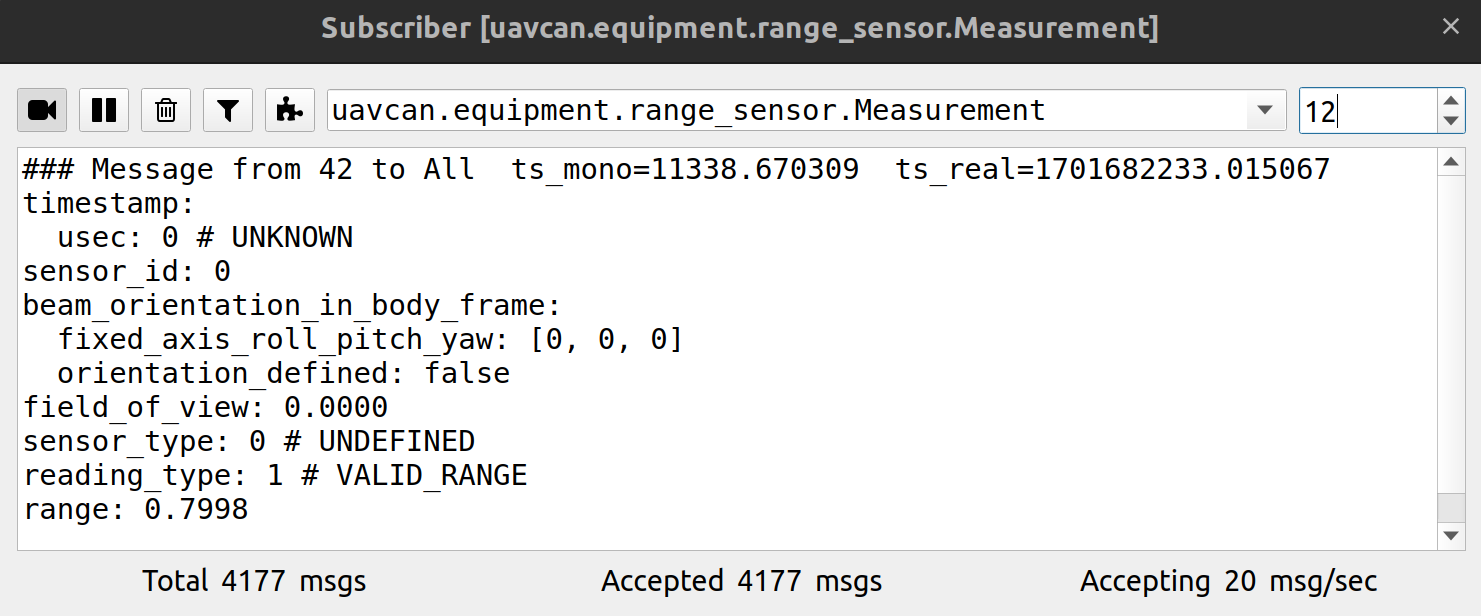 Subscriber [uavcan.equipment.range_sensor.Measurement]
uavcan.equipment.range_sensor.Measurement 12
### Message from 42 to All  ts_mono=11338.670309  ts_real=1701682233.015067
timestamp:
  usec: 0 # UNKNOWN
sensor_id: 0
beam_orientation_in_body_frame:
  fixed_axis_roll_pitch_yaw: [0, 0, 0]
  orientation_defined: false
field_of_view: 0.0000
sensor_type: 0 # UNDEFINED
reading_type: 1 # VALID_RANGE
range: 0.7998
Total 4177 msgs Accepted 4177 msgs Accepting 20 msg/sec